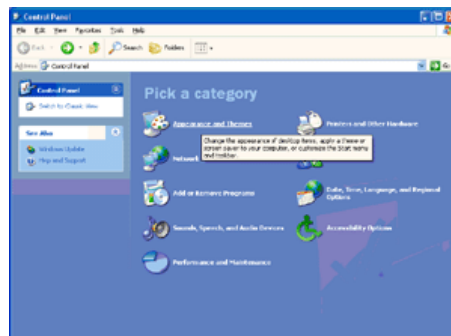 Control Panel
File Edit View Favorites Tools Help
Back Search Folders
Address Control Panel Go
Control Panel
Switch to Classic View
See Also
Windows Update
Help and Support
Pick a category
Appearance and Themes
Printers and Other Hardware
Change the appearance of desktop items, apply a theme or
screen saver to your computer, or customize the Start menu
and taskbar.
Network
Add or Remove Programs
Date, Time, Language, and Regional
Options
Sounds, Speech, and Audio Devices
Accessibility Options
Performance and Maintenance